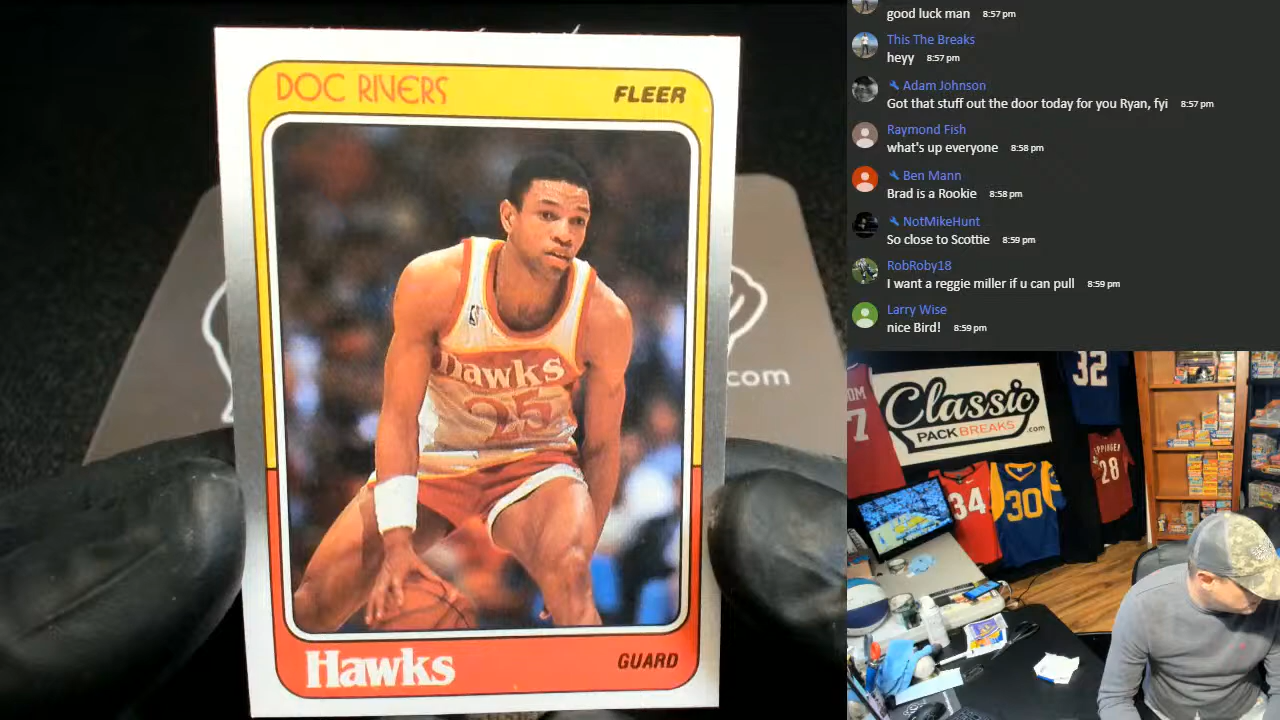 DOC RIVERS
FLEER
Hawks
25
Hawks
GUARD
.com
good luck man 8:57 pm
This The Breaks
heyy 8:57 pm
Adam Johnson
Got that stuff out the door today for you Ryan, fyi 8:57 pm
Raymond Fish
what's up everyone 8:58 pm
Ben Mann
Brad is a Rookie 8:58 pm
NotMikeHunt
So close to Scottie 8:59 pm
RobRoby18
I want a reggie miller if u can pull 8:59 pm
Larry Wise
nice Bird! 8:59 pm
Classic
PACKBREAKS.com
32
7
34
30
28